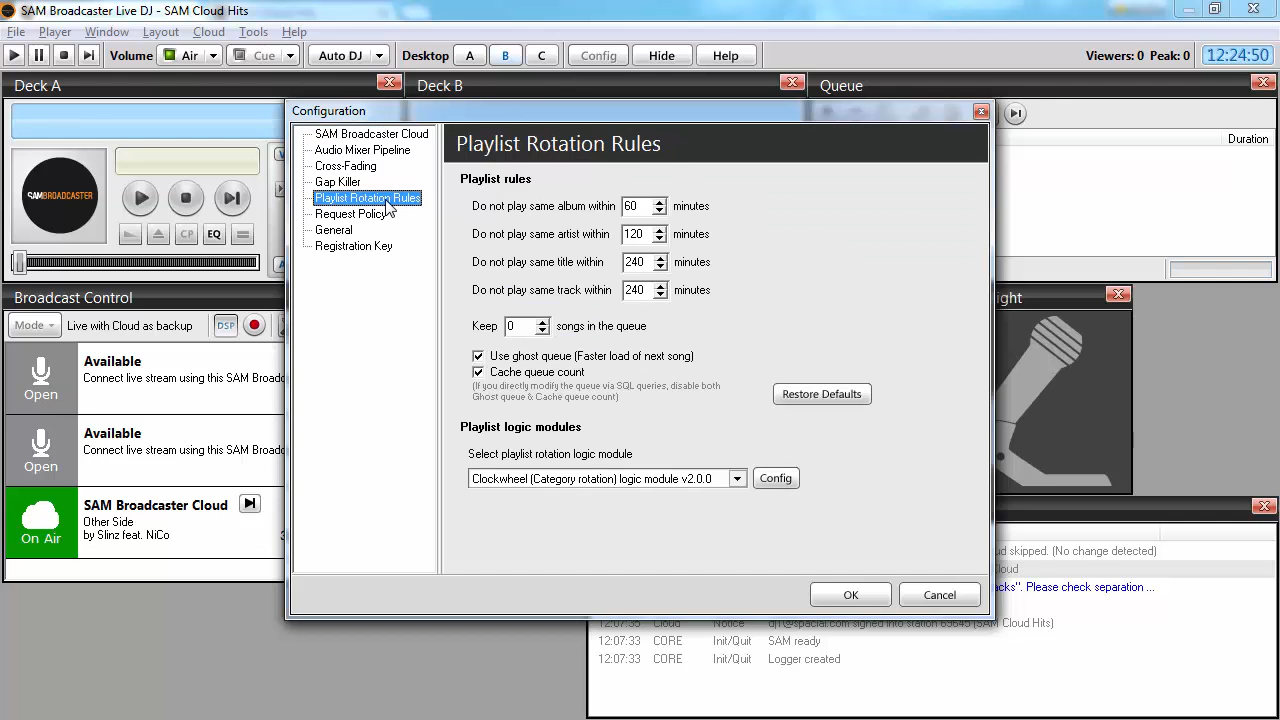 SAM Broadcaster Live DJ - SAM Cloud Hits
File Player Window Layout Cloud Tools Help
Volume Air Cue Auto DJ Desktop A B C Config Hide Help Viewers: 0 Peak: 0 12:24:50
Deck A
Deck B
Queue
Duration
SAMBROADCASTER
CP EQ
Broadcast Control
Mode Live with Cloud as backup DSP
Available
Connect live stream using this SAM
Open
Available
Connect live stream using this SAM
Open
SAM Broadcaster Cloud
Other Side
by Slinz feat. NiCo
On Air
Configuration
SAM Broadcaster Cloud
Audio Mixer Pipeline
Cross-Fading
Gap Killer
Playlist Rotation Rules
Request Policy
General
Registration Key
Playlist Rotation Rules
Playlist rules
Do not play same album within 60 minutes
Do not play same artist within 120 minutes
Do not play same title within 240 minutes
Do not play same track within 240 minutes
Keep 0 songs in the queue
Use ghost queue (Faster load of next song)
Cache queue count
(If you directly modify the queue via SQL queries, disable both
Ghost queue & Cache queue count)
Restore Defaults
Playlist logic modules
Select playlist rotation logic module
Clockwheel (Category rotation) logic module v2.0.0 Config
OK Cancel
skipped. (No change detected)
Please check separation ...
12:07:35 Cloud Notice dj1@spacial.com signed into station 69645 (SAM Cloud Hits)
12:07:33 CORE Init/Quit SAM ready
12:07:33 CORE Init/Quit Logger created